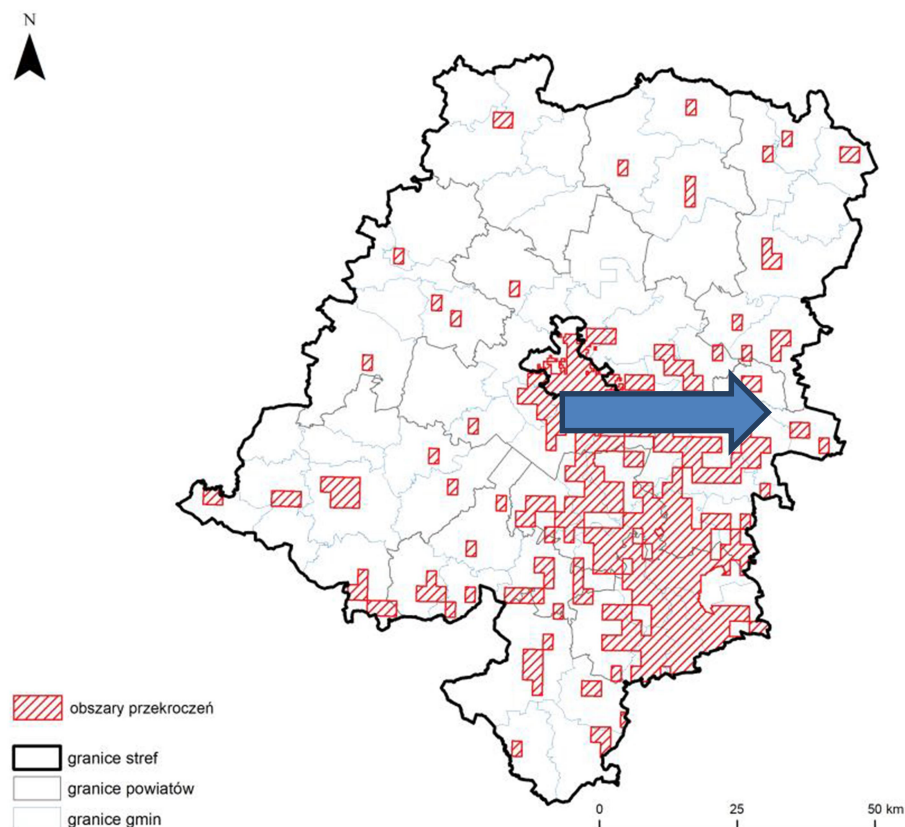 N
obszary przekroczeń
granice stref
granice powiatów
granice gmin
0 25 50 km